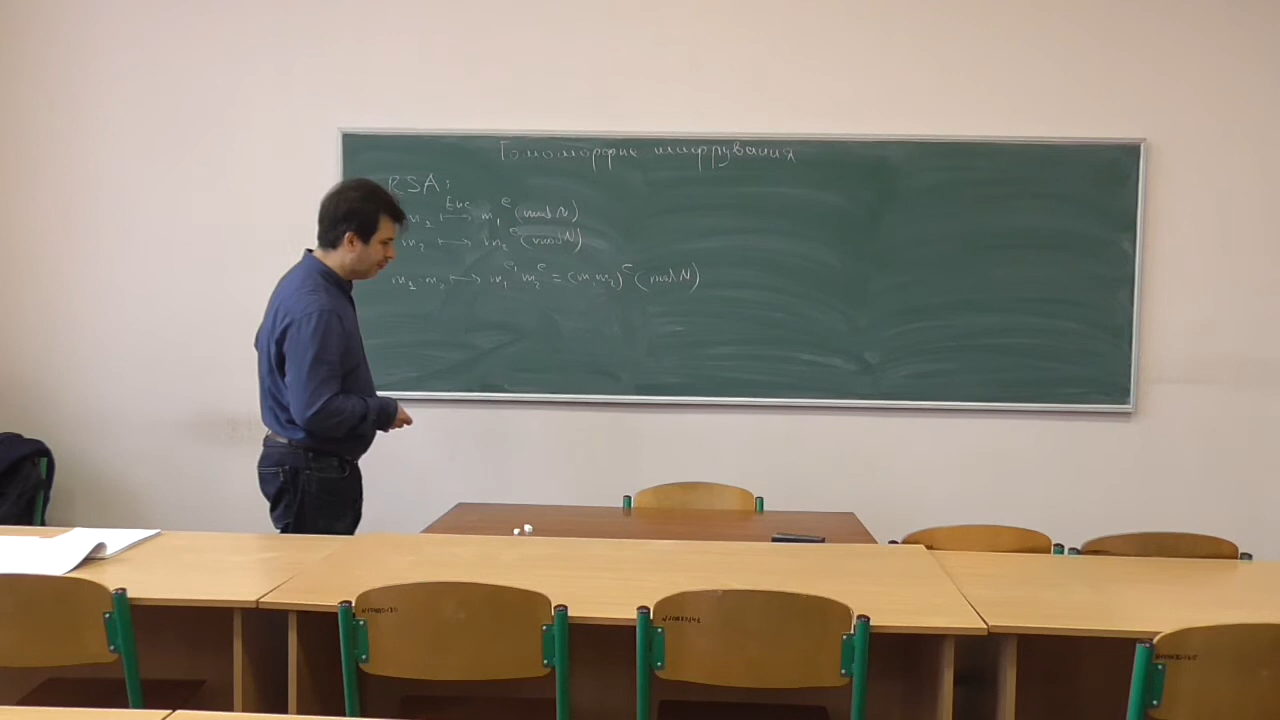 Гомоморфне шифрування
RSA:
Enc
m₁ ⟼ m₁ᵉ (mod N)
m₂ ⟼ m₂ᵉ (mod N)
m₁·m₂ ⟼ m₁ᵉ m₂ᵉ = (m₁m₂)ᵉ (mod N)